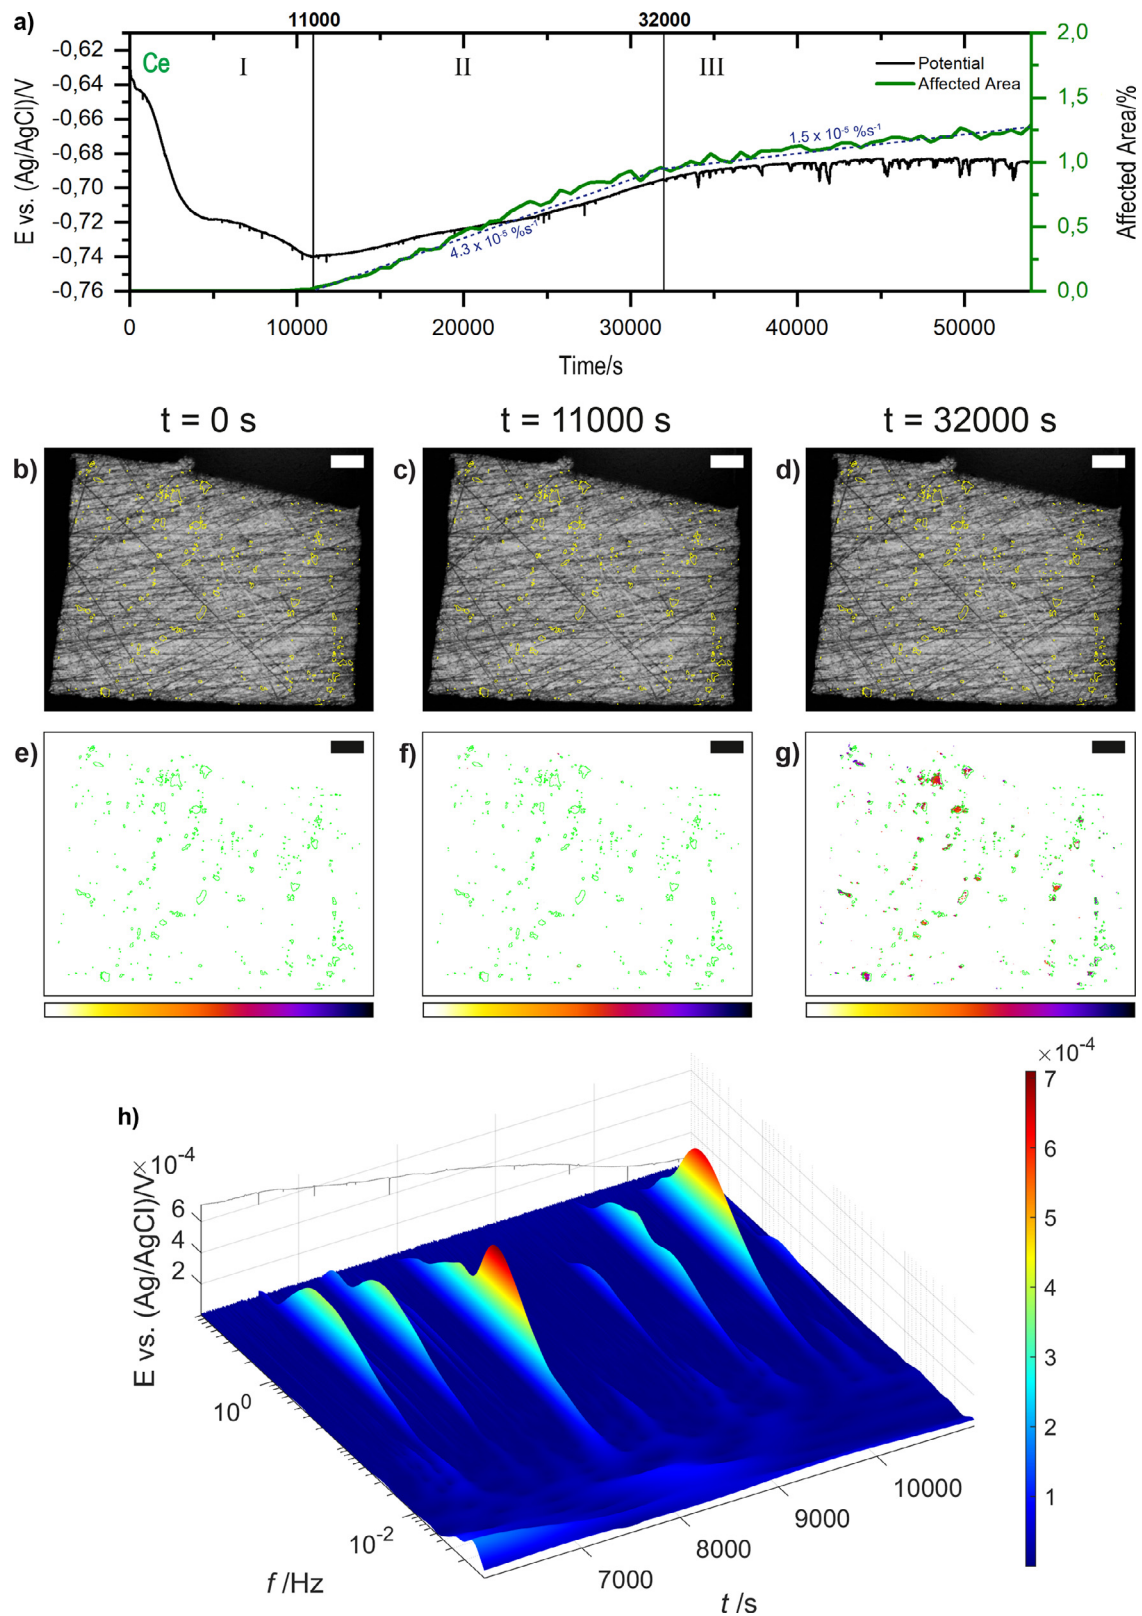 a)
11000
32000
-0,62
-0,64
-0,66
-0,68
-0,70
-0,72
-0,74
-0,76
E vs. (Ag/AgCl)/V
Ce
I
II
III
Potential
Affected Area
1.5 x 10⁻⁵ %s⁻¹
4.3 x 10⁻⁵ %s⁻¹
2,0
1,5
1,0
0,5
0,0
Affected Area/%
0
10000
20000
30000
40000
50000
Time/s
t = 0 s
t = 11000 s
t = 32000 s
b)
c)
d)
e)
f)
g)
h)
×10⁻⁴
6
4
2
E vs. (Ag/AgCl)/V
10⁰
10⁻²
f /Hz
7000
8000
9000
10000
t /s
×10⁻⁴
7
6
5
4
3
2
1